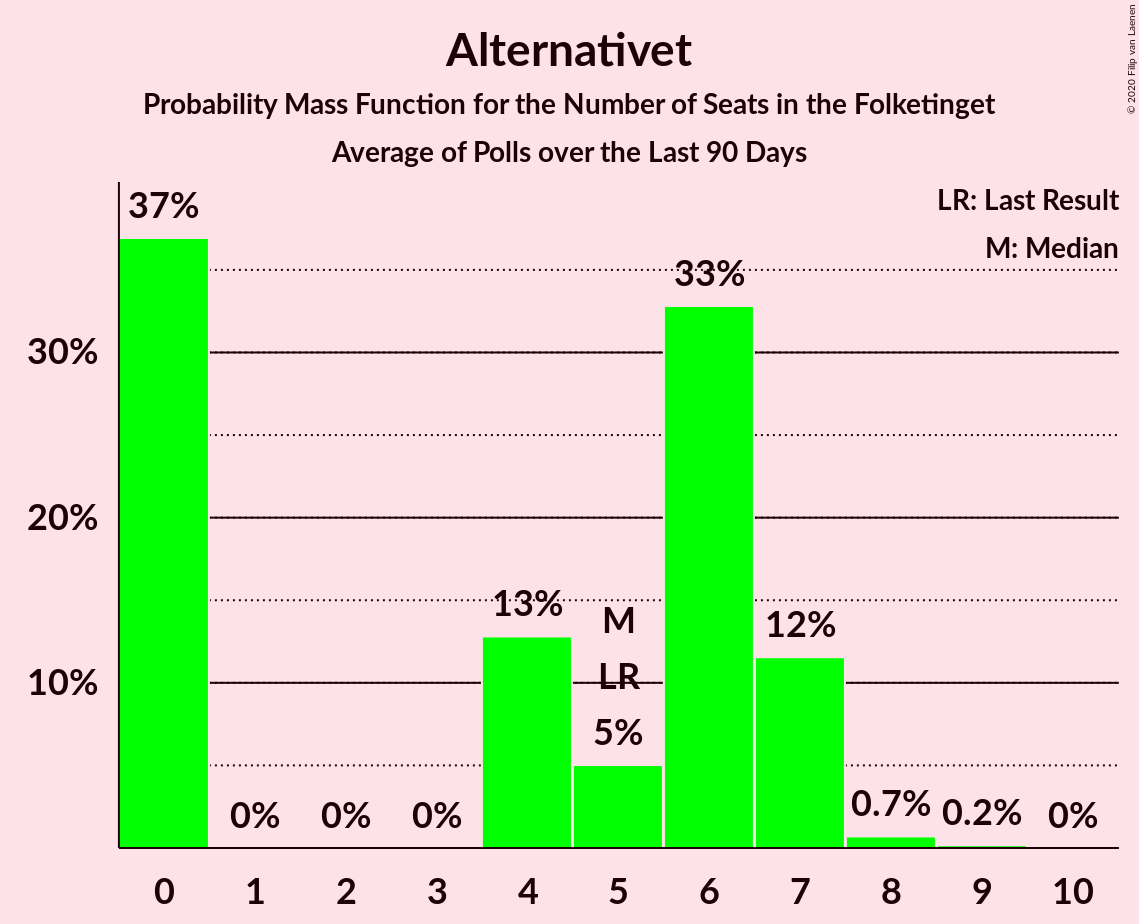 Alternativet
Probability Mass Function for the Number of Seats in the Folketinget
Average of Polls over the Last 90 Days
© 2020 Filip van Laenen
LR: Last Result
M: Median
37%
33%
30%
20%
13%
M
12%
10%
LR
5%
0%
0%
0%
0.7%
0.2%
0%
0 1 2 3 4 5 6 7 8 9 10